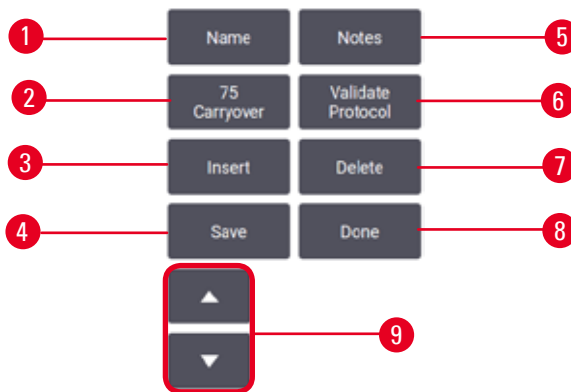 1
Name
Notes
5
2
75
Carryover
Validate
Protocol
6
3
Insert
Delete
7
4
Save
Done
8
9